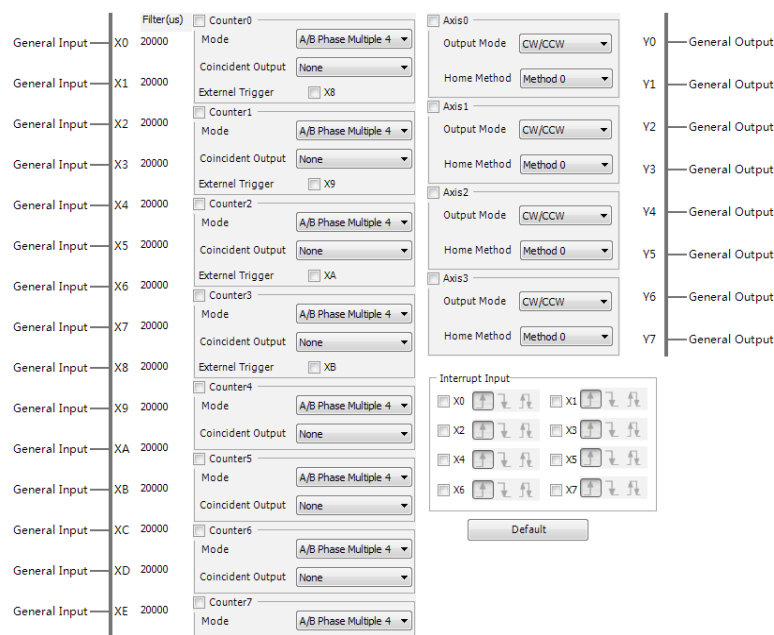 Filter(us)
General Input X0 20000
General Input X1 20000
General Input X2 20000
General Input X3 20000
General Input X4 20000
General Input X5 20000
General Input X6 20000
General Input X7 20000
General Input X8 20000
General Input X9 20000
General Input XA 20000
General Input XB 20000
General Input XC 20000
General Input XD 20000
General Input XE 20000
Counter0
Mode A/B Phase Multiple 4
Coincident Output None
Externel Trigger X8
Counter1
Mode A/B Phase Multiple 4
Coincident Output None
Externel Trigger X9
Counter2
Mode A/B Phase Multiple 4
Coincident Output None
Externel Trigger XA
Counter3
Mode A/B Phase Multiple 4
Coincident Output None
Externel Trigger XB
Counter4
Mode A/B Phase Multiple 4
Coincident Output None
Counter5
Mode A/B Phase Multiple 4
Coincident Output None
Counter6
Mode A/B Phase Multiple 4
Coincident Output None
Counter7
Mode A/B Phase Multiple 4
Axis0
Output Mode CW/CCW
Home Method Method 0
Axis1
Output Mode CW/CCW
Home Method Method 0
Axis2
Output Mode CW/CCW
Home Method Method 0
Axis3
Output Mode CW/CCW
Home Method Method 0
Interrupt Input
X0 X1
X2 X3
X4 X5
X6 X7
Default
Y0 General Output
Y1 General Output
Y2 General Output
Y3 General Output
Y4 General Output
Y5 General Output
Y6 General Output
Y7 General Output